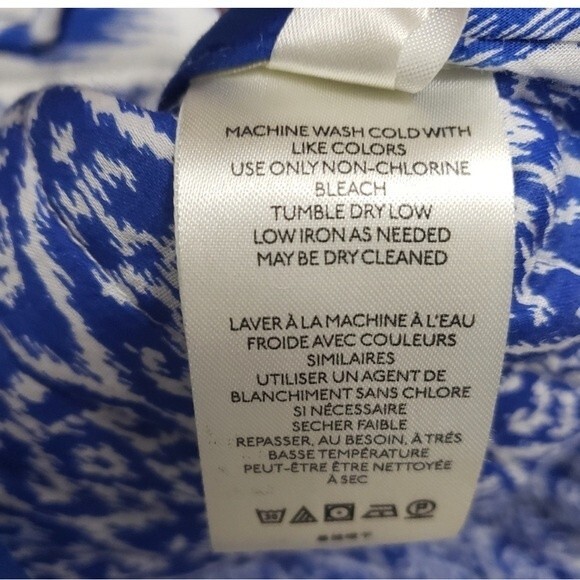 MACHINE WASH COLD WITH
LIKE COLORS
USE ONLY NON-CHLORINE
BLEACH
TUMBLE DRY LOW
LOW IRON AS NEEDED
MAY BE DRY CLEANED
LAVER À LA MACHINE À L'EAU
FROIDE AVEC COULEURS
SIMILAIRES
UTILISER UN AGENT DE
BLANCHIMENT SANS CHLORE
SI NÉCESSAIRE
SECHER FAIBLE
REPASSER, AU BESOIN, À TRÉS
BASSE TEMPÉRATURE
PEUT-ÊTRE ÊTRE NETTOYÉE
À SEC
30 P